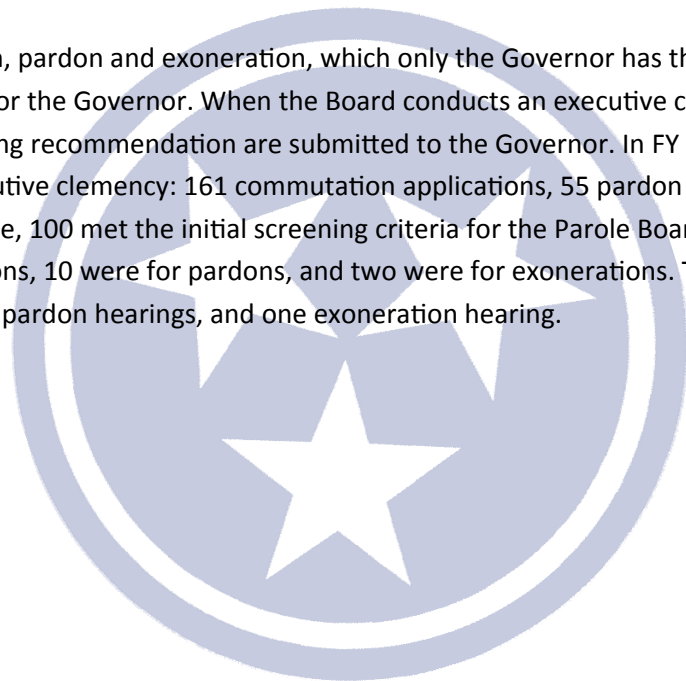 , pardon and exoneration, which only the Governor has th
or the Governor. When the Board conducts an executive c
ng recommendation are submitted to the Governor. In FY
utive clemency: 161 commutation applications, 55 pardon
e, 100 met the initial screening criteria for the Parole Boar
ons, 10 were for pardons, and two were for exonerations. T
pardon hearings, and one exoneration hearing.